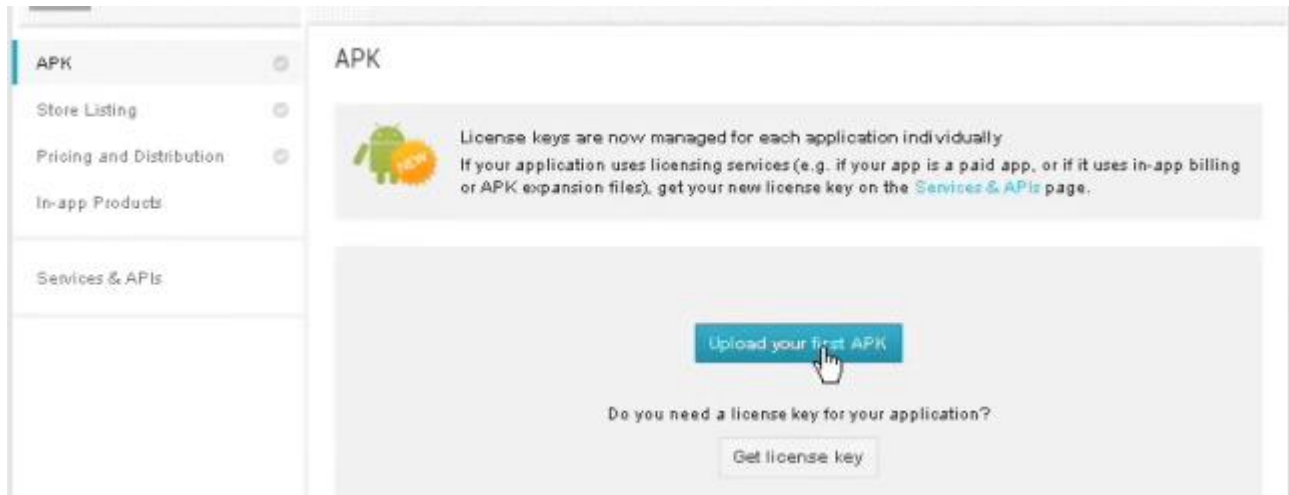 APK
Store Listing
Pricing and Distribution
In-app Products
Services & APIs
APK
NEW
License keys are now managed for each application individually
If your application uses licensing services (e.g. if your app is a paid app, or if it uses in-app billing
or APK expansion files), get your new license key on the Services & APIs page.
Upload your first APK
Do you need a license key for your application?
Get license key